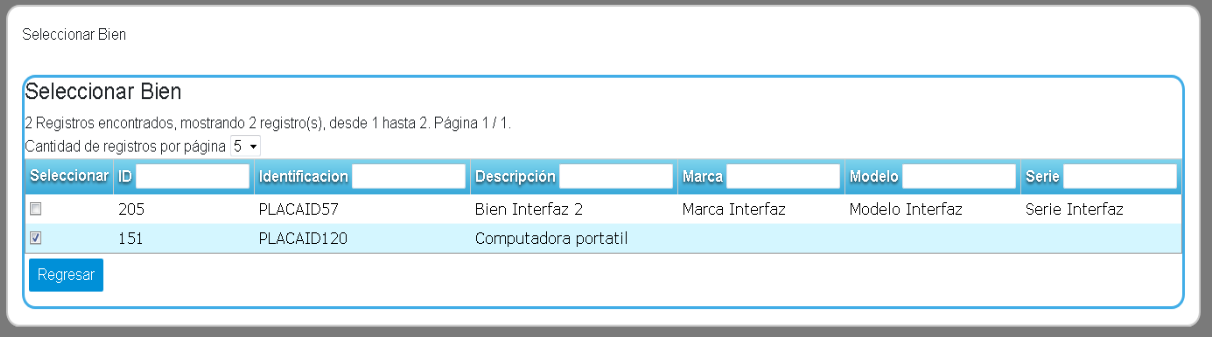 Seleccionar Bien
Seleccionar Bien
2 Registros encontrados, mostrando 2 registro(s), desde 1 hasta 2. Página 1 / 1.
Cantidad de registros por página 5
Seleccionar ID Identificacion Descripción Marca Modelo Serie
205 PLACAID57 Bien Interfaz 2 Marca Interfaz Modelo Interfaz Serie Interfaz
151 PLACAID120 Computadora portatil
Regresar